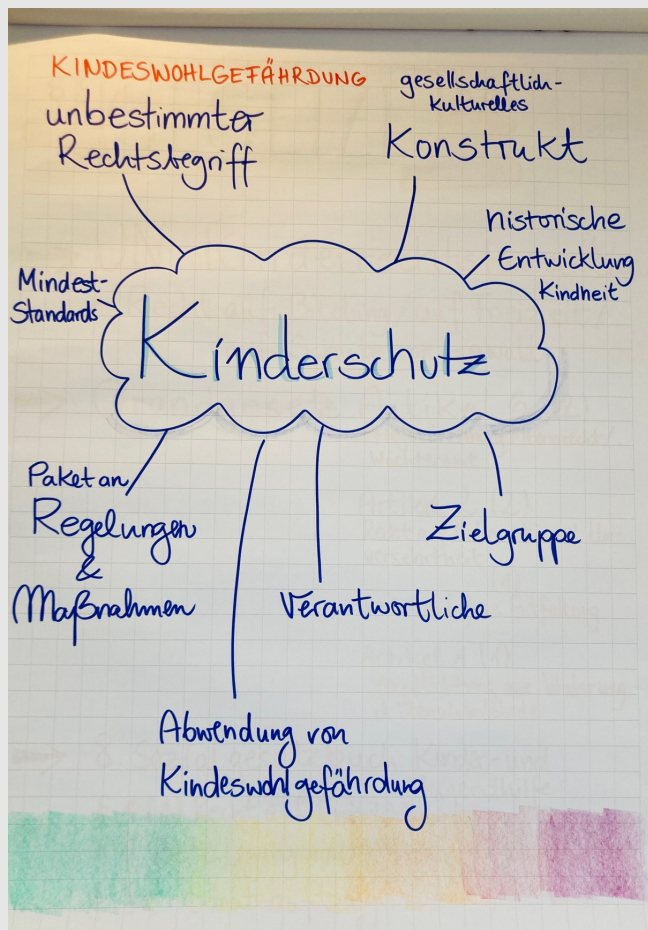 KINDESWOHLGEFÄHRDUNG
unbestimmter
Rechtsbegriff
gesellschaftlich-
kulturelles
Konstrukt
historische
Entwicklung
Kindheit
Mindest-
Standards
Kinderschutz
Paket an
Regelungen
&
Maßnahmen
Zielgruppe
Verantwortliche
Abwendung von
Kindeswohlgefährdung